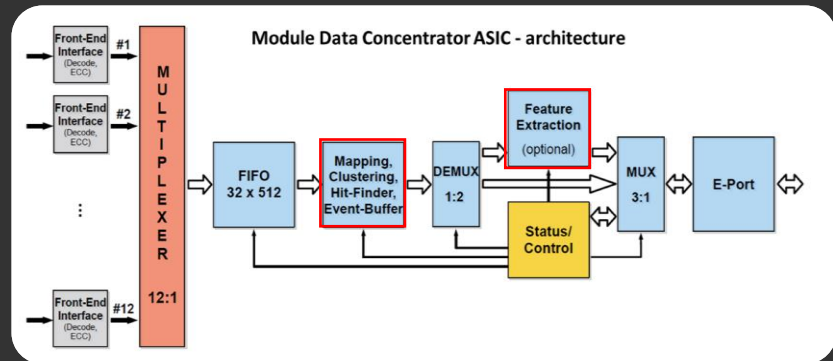 Module Data Concentrator ASIC - architecture
Front-End
Interface
(Decode,
ECC)
#1
Front-End
Interface
(Decode,
ECC)
#2
⋮
Front-End
Interface
(Decode,
ECC)
#12
MULTIPLEXER
12:1
FIFO
32 x 512
Mapping,
Clustering,
Hit-Finder,
Event-Buffer
DEMUX
1:2
Feature
Extraction
(optional)
Status/
Control
MUX
3:1
E-Port